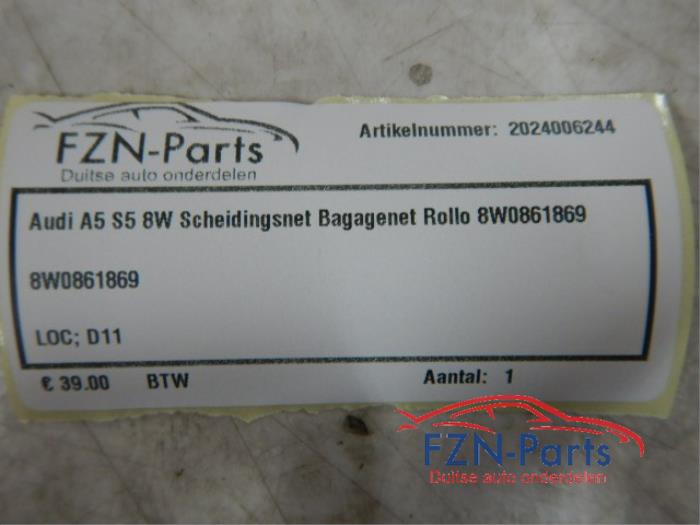 FZN-Parts
Duitse auto onderdelen
Artikelnummer: 2024006244
Audi A5 S5 8W Scheidingsnet Bagagenet Rollo 8W0861869
8W0861869
LOC; D11
€ 39.00 BTW Aantal: 1
FZN-Parts
Duitse auto onderdelen